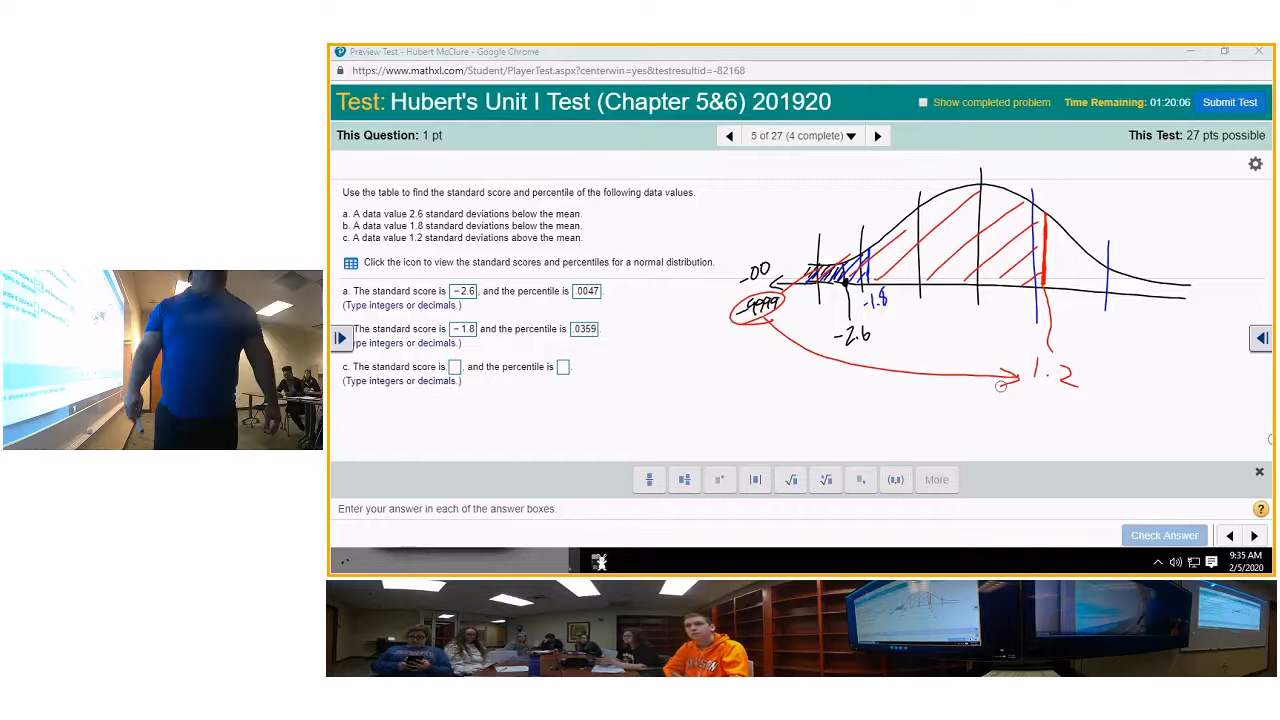 Preview Test - Hubert McClure - Google Chrome
https://www.mathxl.com/Student/PlayerTest.aspx?centerwin=yes&testresultid=-82168
Test: Hubert's Unit I Test (Chapter 5&6) 201920
Show completed problem
Time Remaining: 01:20:06
Submit Test
This Question: 1 pt
5 of 27 (4 complete)
This Test: 27 pts possible
Use the table to find the standard score and percentile of the following data values.
a. A data value 2.6 standard deviations below the mean.
b. A data value 1.8 standard deviations below the mean.
c. A data value 1.2 standard deviations above the mean.
Click the icon to view the standard scores and percentiles for a normal distribution.
a. The standard score is -2.6, and the percentile is .0047.
(Type integers or decimals.)
The standard score is -1.8 and the percentile is .0359.
Type integers or decimals.)
c. The standard score is , and the percentile is .
(Type integers or decimals.)
-00
-9999
-2.6
-1.8
1.2
More
Enter your answer in each of the answer boxes.
?
Check Answer
9:35 AM
2/5/2020